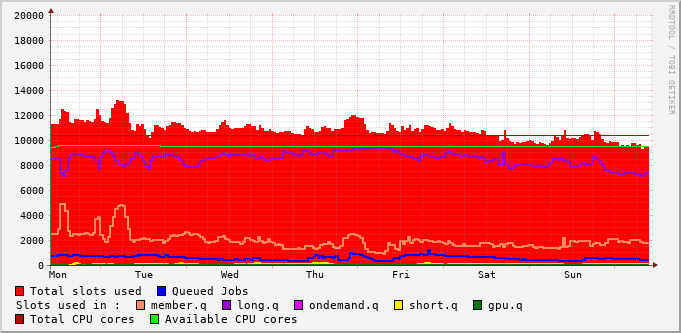 20000
18000
16000
14000
12000
10000
8000
6000
4000
2000
0
Mon Tue Wed Thu Fri Sat Sun
Total slots used Queued Jobs
Slots used in : member.q long.q ondemand.q short.q gpu.q
Total CPU cores Available CPU cores
RRDTOOL / TOBI OETIKER